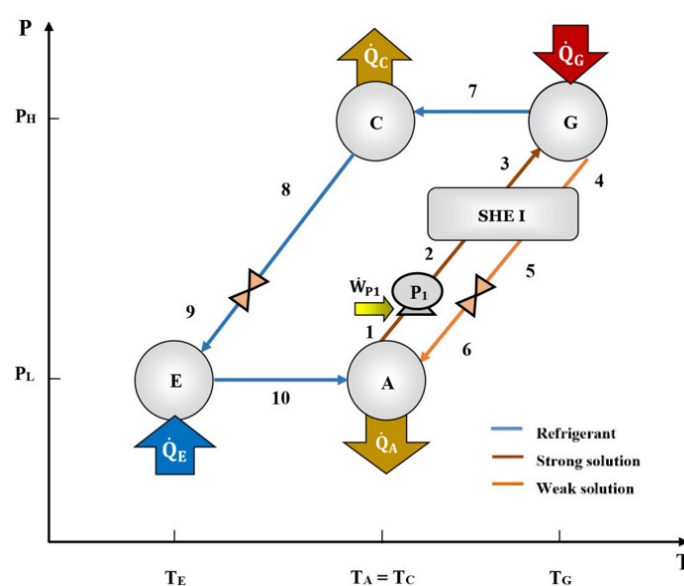 P
Q̇C
Q̇G
7
PH
C
G
3
4
8
SHE I
2
5
ẆP1
P1
9
1
6
PL
E
A
10
Q̇E
Q̇A
Refrigerant
Strong solution
Weak solution
T
TE
TA = TC
TG